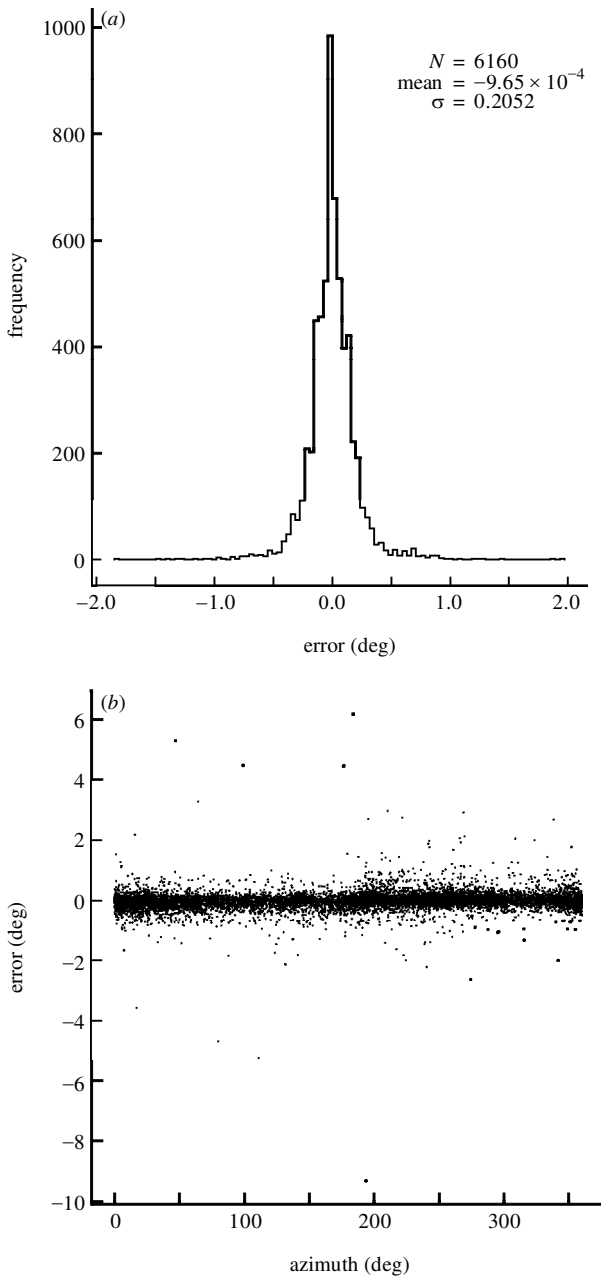 (a)
1000
800
600
400
200
0
frequency
N = 6160
mean = −9.65 × 10⁻⁴
σ = 0.2052
−2.0 −1.0 0.0 1.0 2.0
error (deg)
(b)
6
4
2
0
−2
−4
−6
−8
−10
error (deg)
0 100 200 300
azimuth (deg)